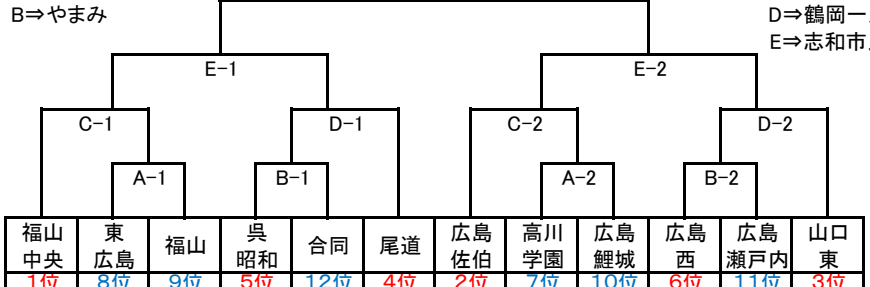 B⇒やまみ
D⇒鶴岡一
E⇒志和市
E-1
E-2
C-1
D-1
C-2
D-2
A-1
B-1
A-2
B-2
福山中央
東広島
福山
呉昭和
合同
尾道
広島佐伯
高川学園
広島鯉城
広島西
広島瀬戸内
山口東
1位
8位
9位
5位
12位
4位
2位
7位
10位
6位
11位
3位